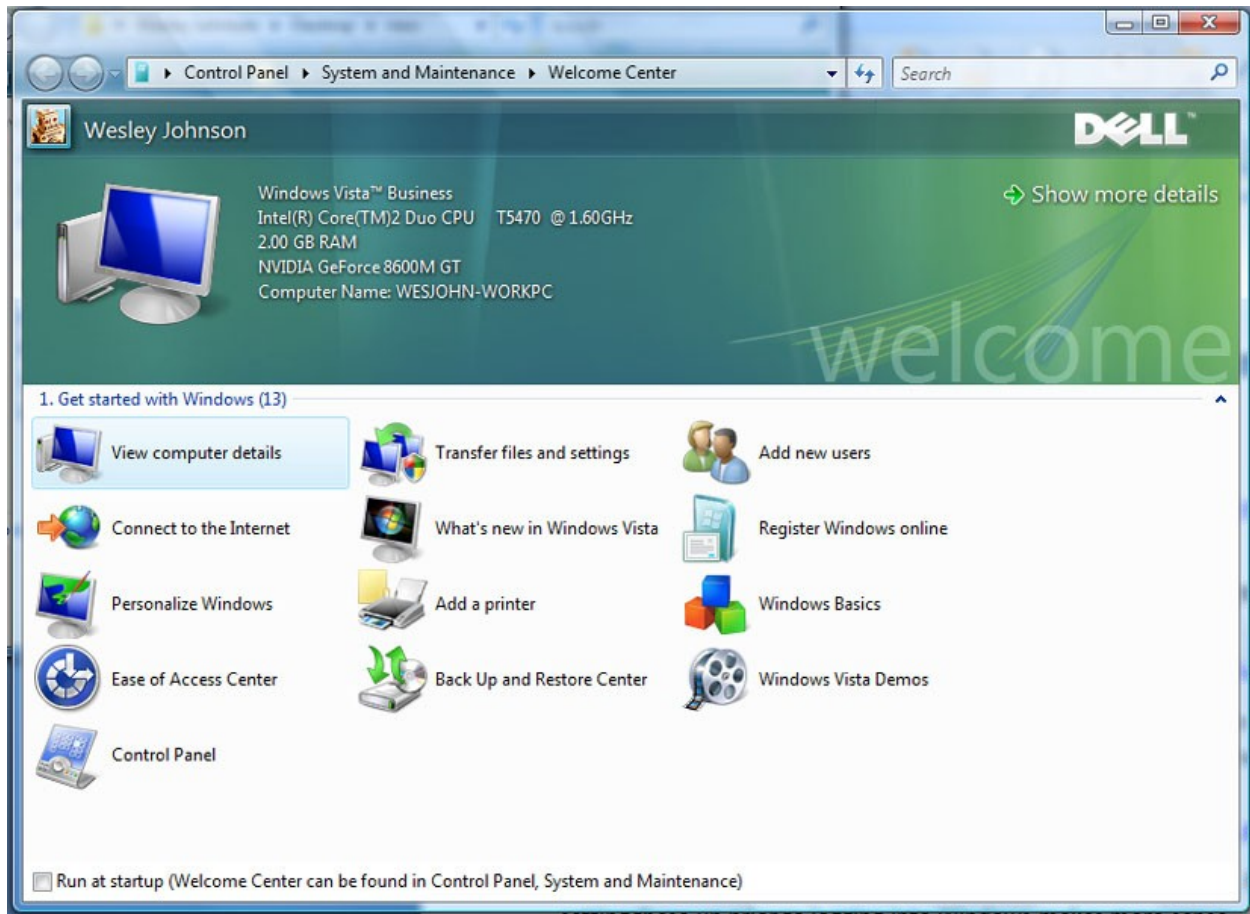 Control Panel ▸ System and Maintenance ▸ Welcome Center
Search
Wesley Johnson
DELL™
Windows Vista™ Business
Intel(R) Core(TM)2 Duo CPU T5470 @ 1.60GHz
2.00 GB RAM
NVIDIA GeForce 8600M GT
Computer Name: WESJOHN-WORKPC
Show more details
welcome
1. Get started with Windows (13)
View computer details
Transfer files and settings
Add new users
Connect to the Internet
What's new in Windows Vista
Register Windows online
Personalize Windows
Add a printer
Windows Basics
Ease of Access Center
Back Up and Restore Center
Windows Vista Demos
Control Panel
Run at startup (Welcome Center can be found in Control Panel, System and Maintenance)